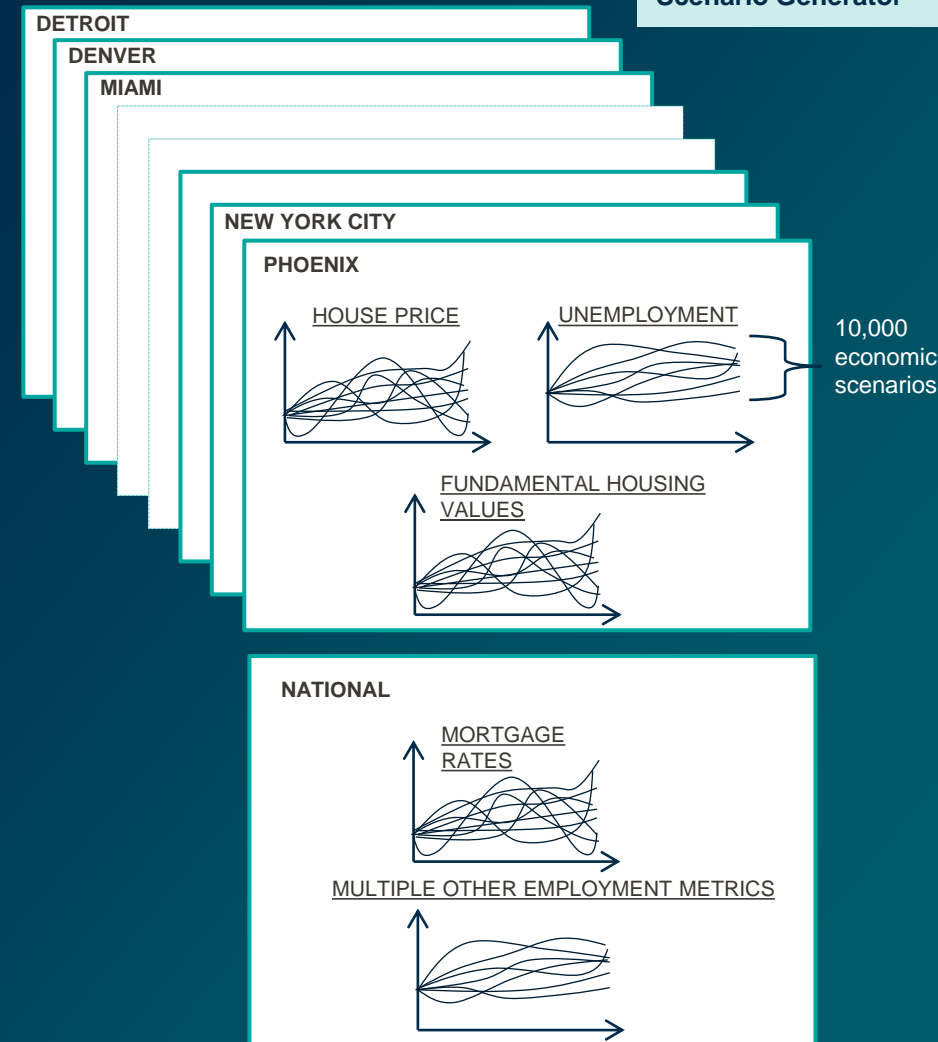 Scenario Generator
DETROIT
DENVER
MIAMI
NEW YORK CITY
PHOENIX
HOUSE PRICE
UNEMPLOYMENT
10,000
economic
scenarios
FUNDAMENTAL HOUSING
VALUES
NATIONAL
MORTGAGE
RATES
MULTIPLE OTHER EMPLOYMENT METRICS